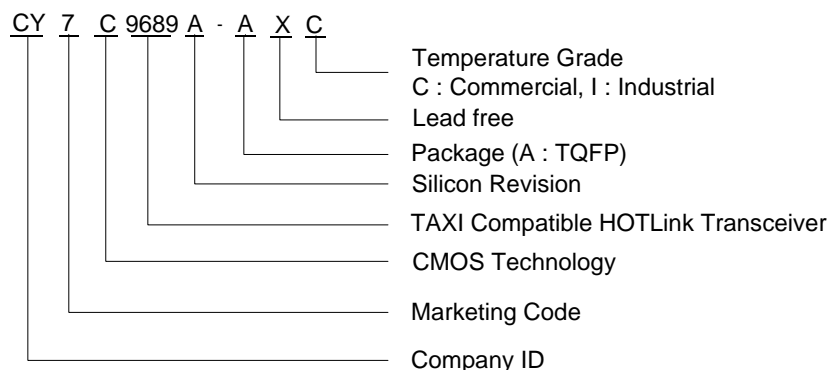 CY 7 C 9689 A - A X C
Temperature Grade
C : Commercial, I : Industrial
Lead free
Package (A : TQFP)
Silicon Revision
TAXI Compatible HOTLink Transceiver
CMOS Technology
Marketing Code
Company ID